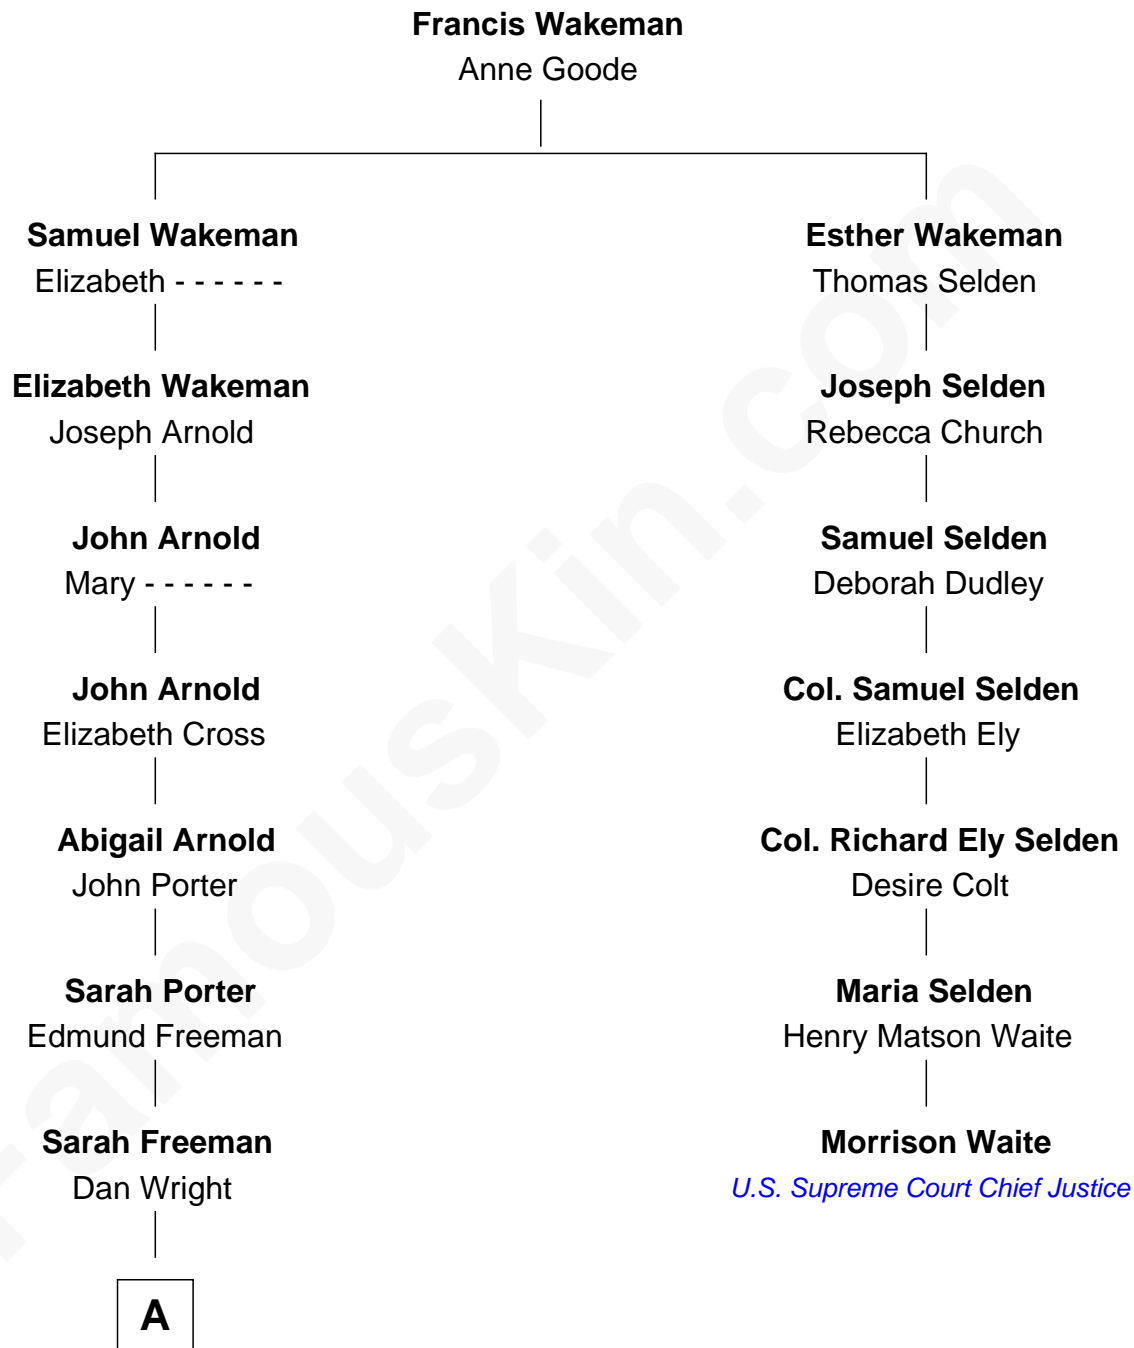 Francis Wakeman
Anne Goode
Samuel Wakeman
Elizabeth - - - - - -
Esther Wakeman
Thomas Selden
Elizabeth Wakeman
Joseph Arnold
Joseph Selden
Rebecca Church
John Arnold
Mary - - - - - -
Samuel Selden
Deborah Dudley
John Arnold
Elizabeth Cross
Col. Samuel Selden
Elizabeth Ely
Abigail Arnold
John Porter
Col. Richard Ely Selden
Desire Colt
Sarah Porter
Edmund Freeman
Maria Selden
Henry Matson Waite
Sarah Freeman
Dan Wright
Morrison Waite
U.S. Supreme Court Chief Justice
A
FamousKin.com